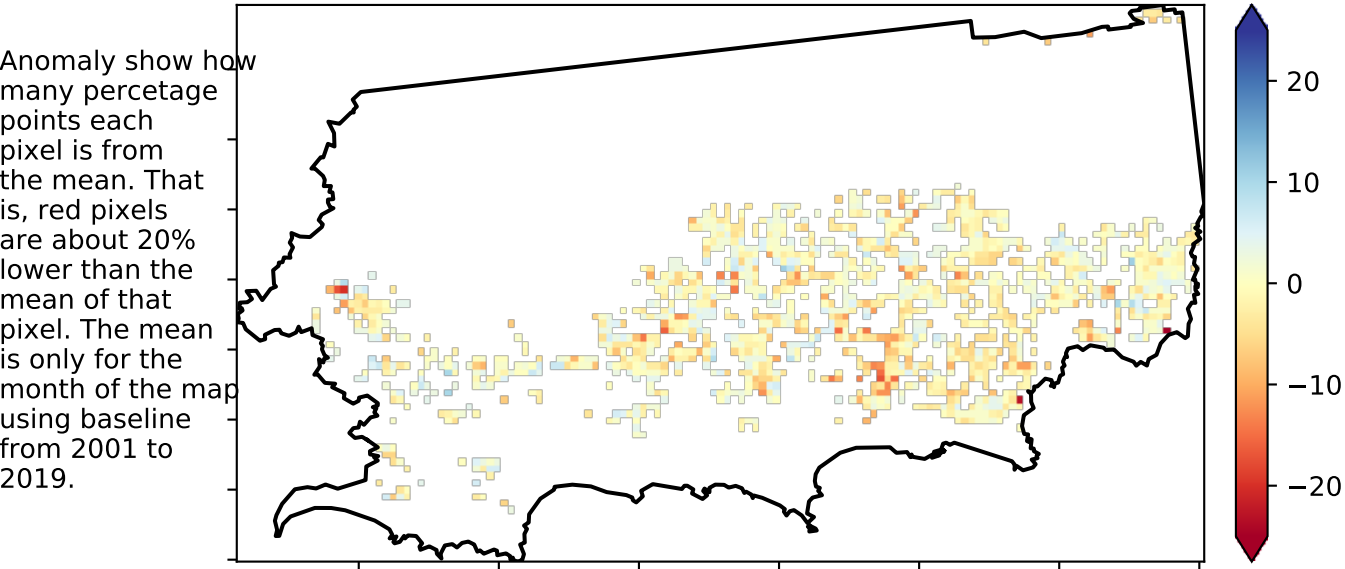 Anomaly show how
many percetage
points each
pixel is from
the mean. That
is, red pixels
are about 20%
lower than the
mean of that
pixel. The mean
is only for the
month of the map
using baseline
from 2001 to
2019.
20
10
0
−10
−20